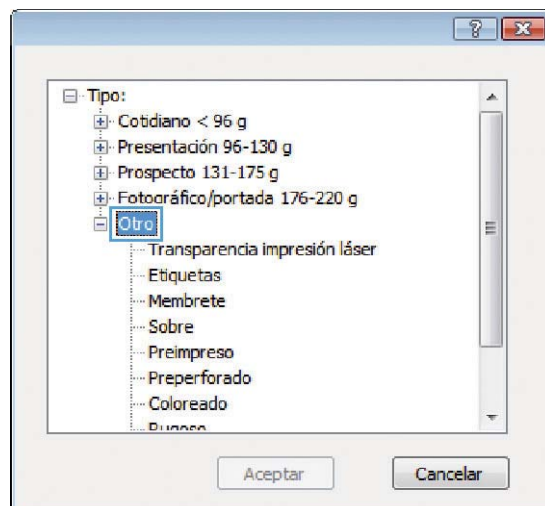 Tipo:
Cotidiano < 96 g
Presentación 96-130 g
Prospecto 131-175 g
Fotográfico/portada 176-220 g
Otro
Transparencia impresión láser
Etiquetas
Membrete
Sobre
Preimpreso
Preperforado
Coloreado
Rugoso
Aceptar
Cancelar